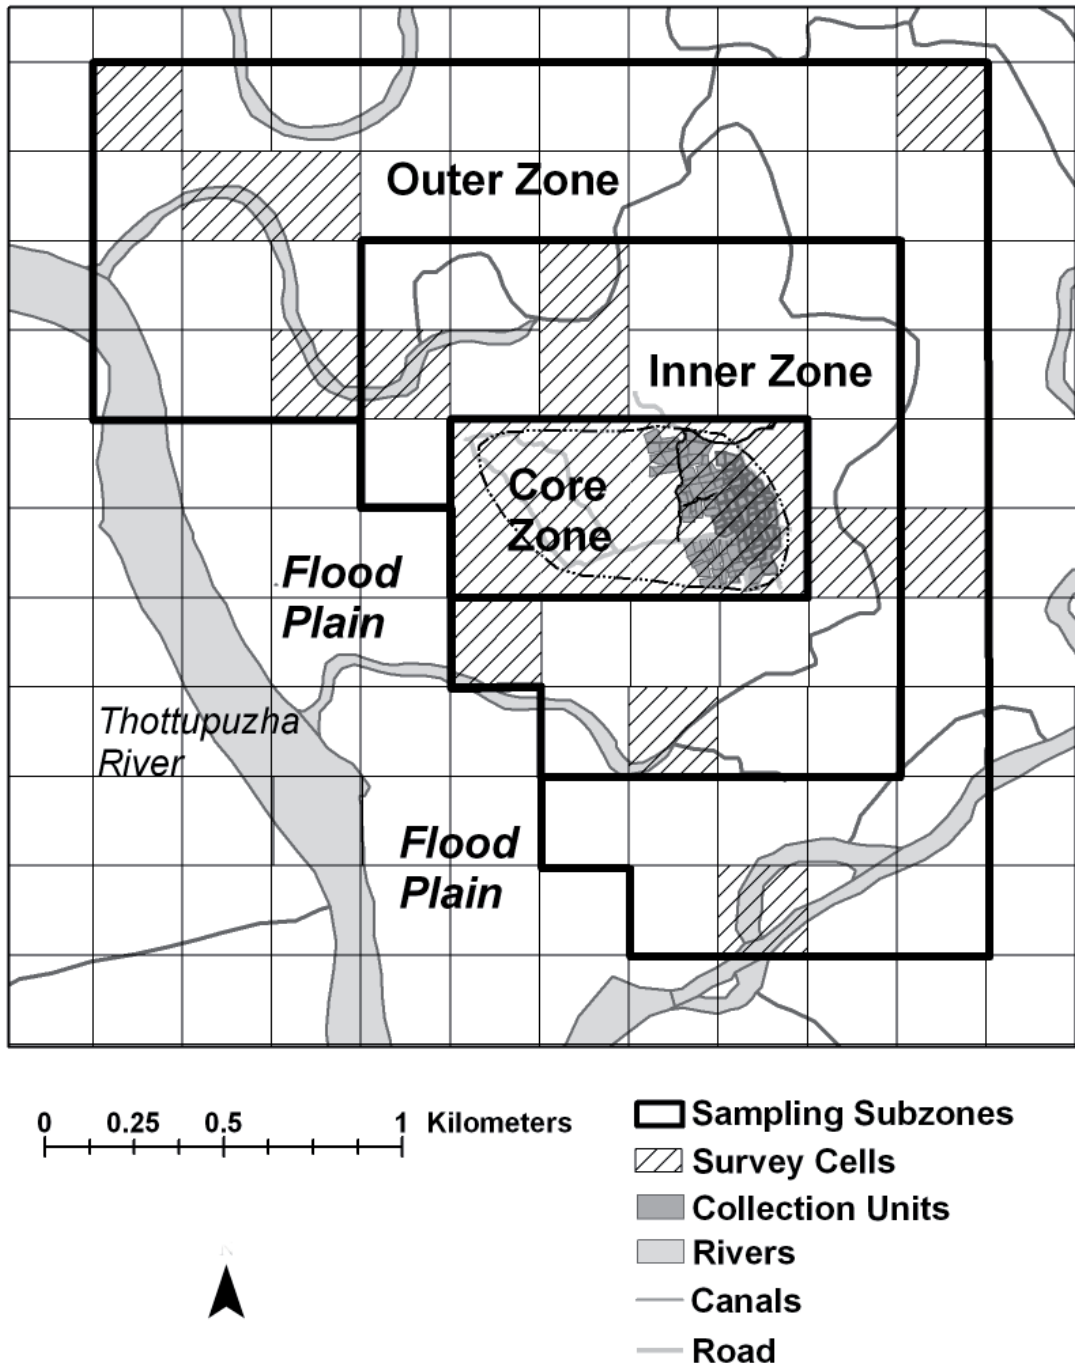 Outer Zone
Inner Zone
Core
Zone
Flood
Plain
Thottupuzha
River
Flood
Plain
0 0.25 0.5 1 Kilometers
Sampling Subzones
Survey Cells
Collection Units
Rivers
Canals
Road
N